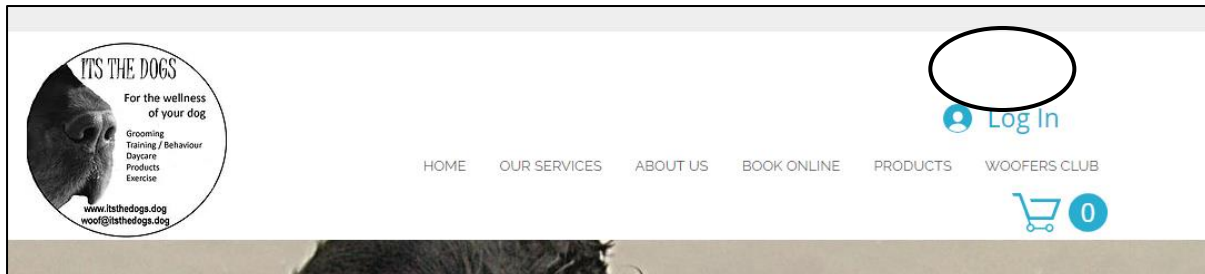 ITS THE DOGS
For the wellness
of your dog
Grooming
Training / Behaviour
Daycare
Products
Exercise
www.itsthedogs.dog
woof@itsthedogs.dog
Log In
HOME OUR SERVICES ABOUT US BOOK ONLINE PRODUCTS WOOFERS CLUB
0